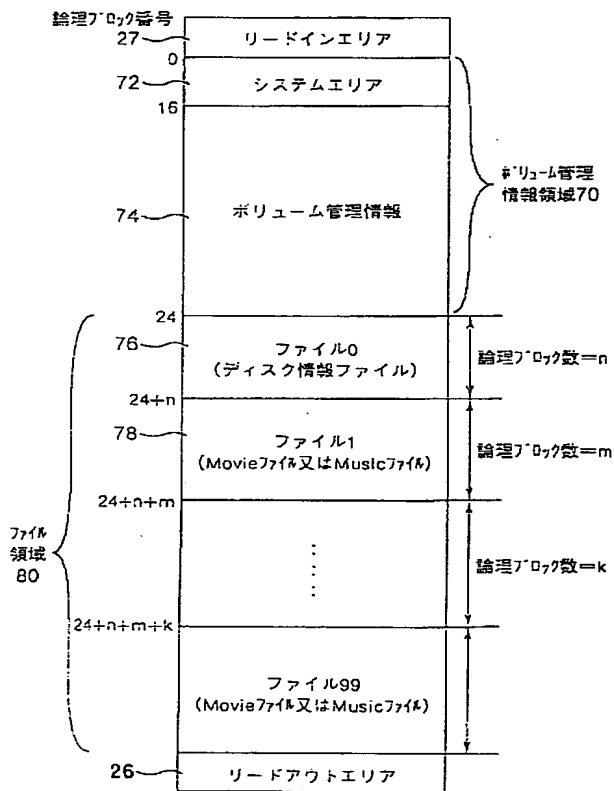 論理ブロック番号
27
リードインエリア
0
72
システムエリア
16
74
ボリューム管理情報
ボリューム管理
情報領域70
24
76
ファイル0
(ディスク情報ファイル)
論理ブロック数=n
24+n
78
ファイル1
(Movieファイル又はMusicファイル)
論理ブロック数=m
24+n+m
ファイル
領域
80
論理ブロック数=k
24+n+m+k
ファイル99
(Movieファイル又はMusicファイル)
26
リードアウトエリア